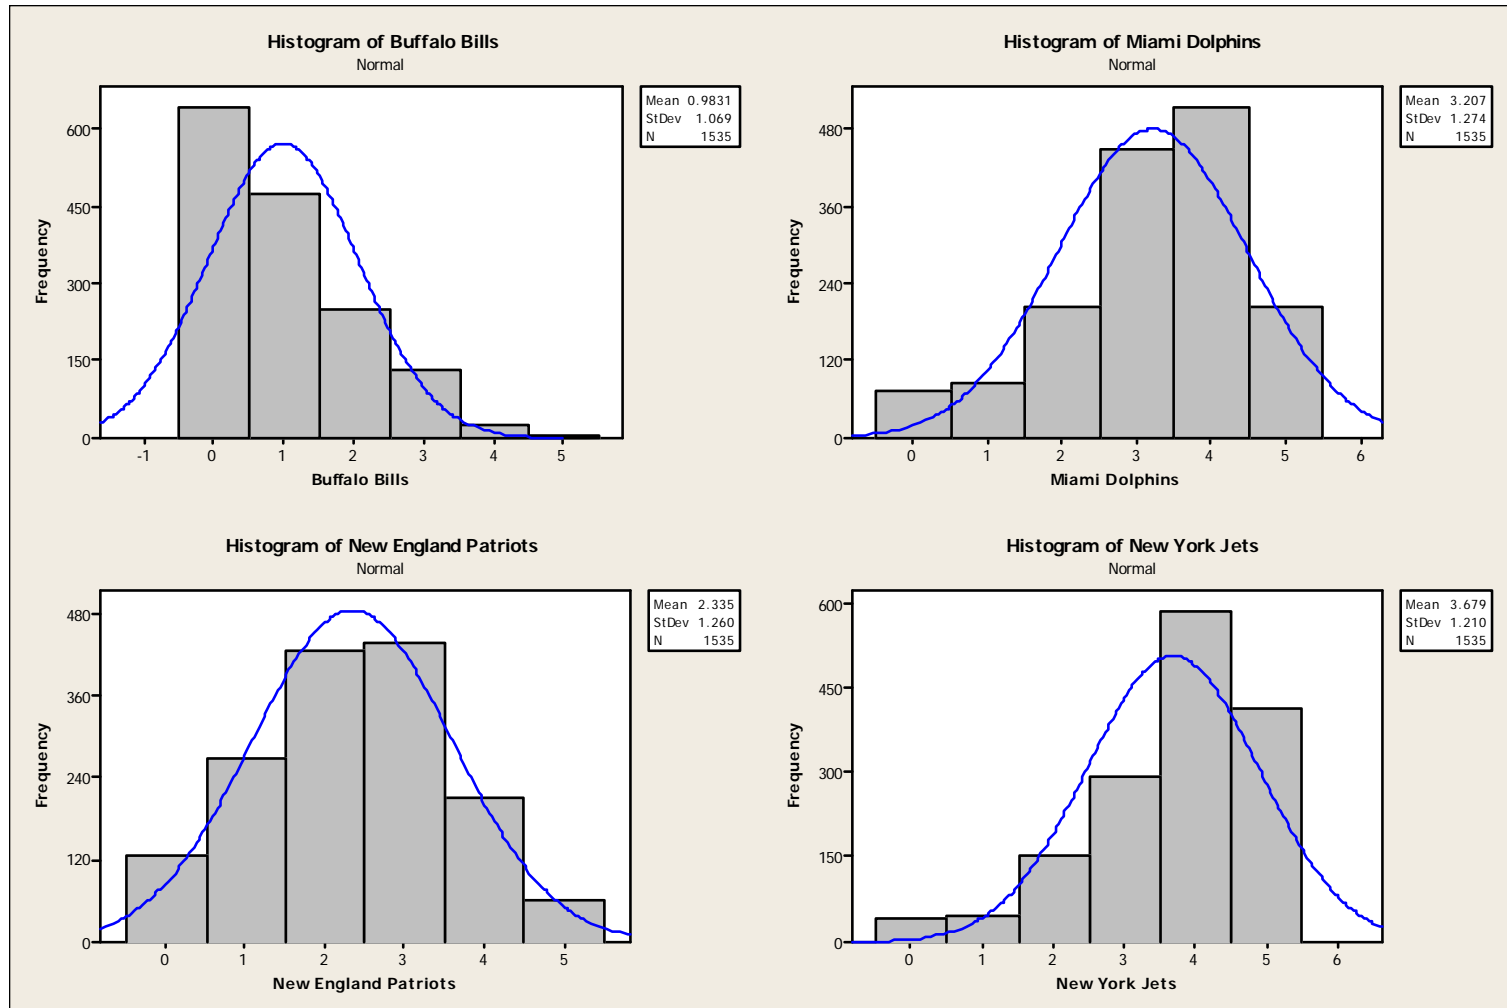 Histogram of Buffalo Bills
Normal
Mean 0.9831
StDev 1.069
N 1535
600
450
300
150
0
Frequency
-1 0 1 2 3 4 5
Buffalo Bills
Histogram of Miami Dolphins
Normal
Mean 3.207
StDev 1.274
N 1535
480
360
240
120
0
Frequency
0 1 2 3 4 5 6
Miami Dolphins
Histogram of New England Patriots
Normal
Mean 2.335
StDev 1.260
N 1535
480
360
240
120
0
Frequency
0 1 2 3 4 5
New England Patriots
Histogram of New York Jets
Normal
Mean 3.679
StDev 1.210
N 1535
600
450
300
150
0
Frequency
0 1 2 3 4 5 6
New York Jets